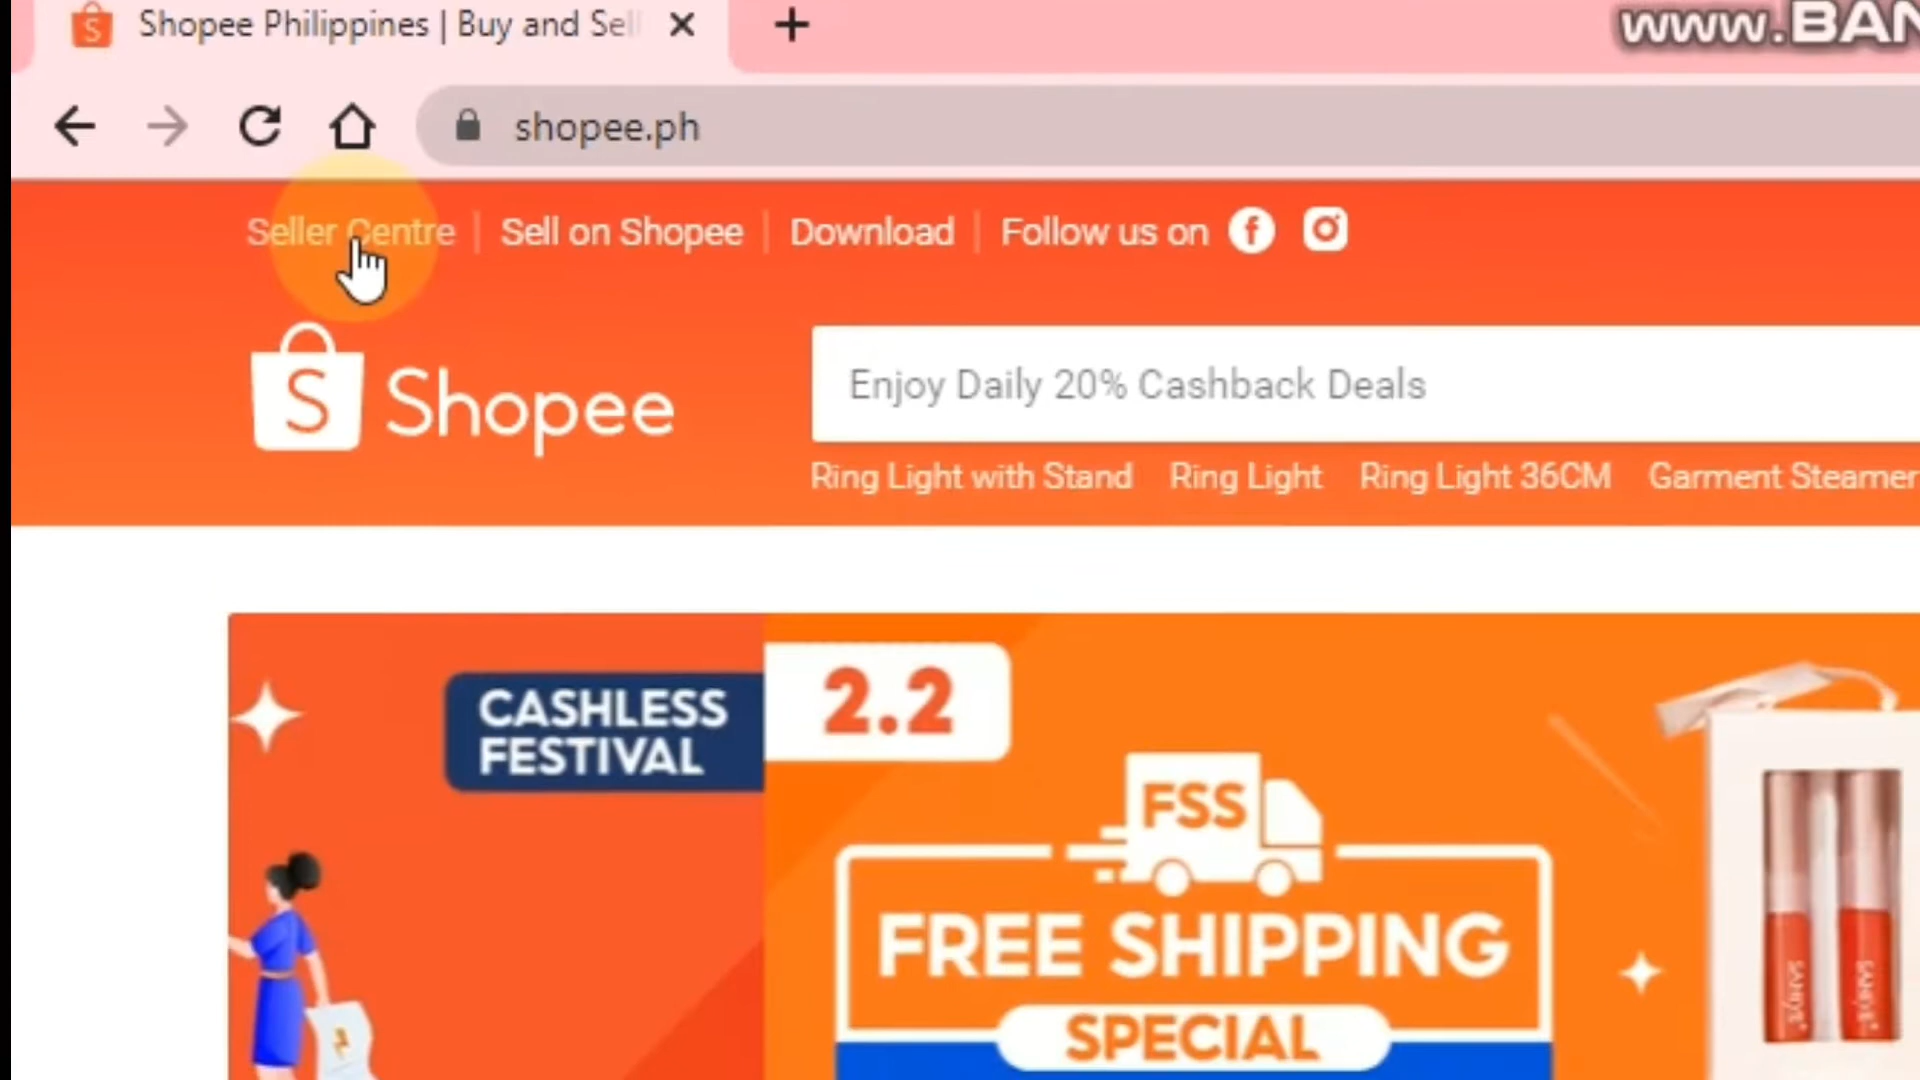 Shopee Philippines | Buy and Sell
www.BAN
shopee.ph
Seller Centre
Sell on Shopee
Download
Follow us on
S Shopee
Enjoy Daily 20% Cashback Deals
Ring Light with Stand
Ring Light
Ring Light 36CM
Garment Steamer
CASHLESS
FESTIVAL
2.2
FSS
FREE SHIPPING
SPECIAL